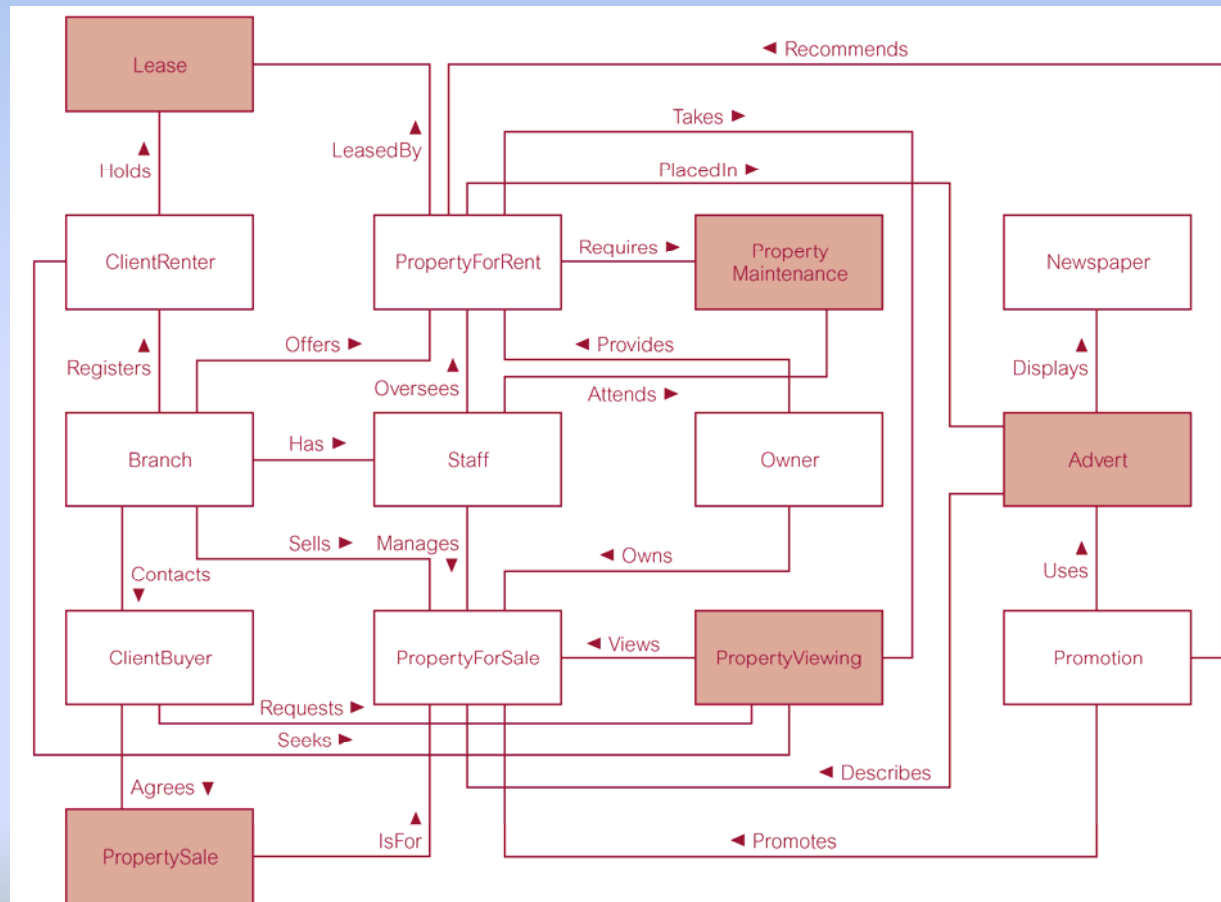 ◄ Recommends
Lease
Takes ►
▲
LeasedBy
▲
Holds
PlacedIn ►
ClientRenter
PropertyForRent
Requires ►
Property
Maintenance
Newspaper
▲
Registers
Offers ►
▲
Oversees
◄ Provides
Attends ►
▲
Displays
Branch
Has ►
Staff
Owner
Advert
Sells ►
Manages
▼
◄ Owns
Contacts
▼
▲
Uses
ClientBuyer
PropertyForSale
◄ Views
PropertyViewing
Promotion
Requests ►
Seeks ►
Agrees ▼
◄ Describes
▲
IsFor
◄ Promotes
PropertySale